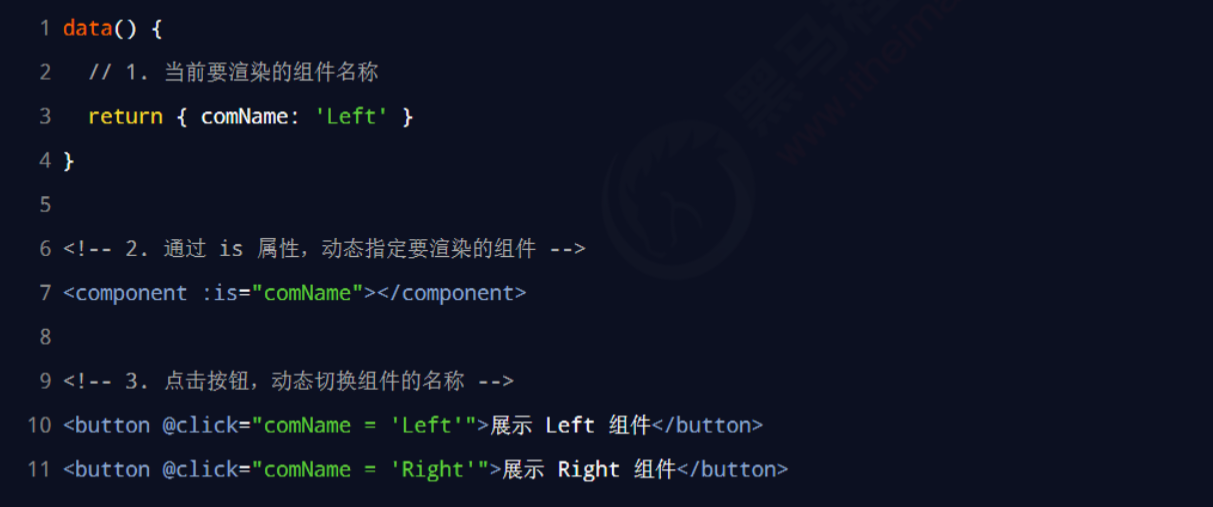 1 data() {
2 // 1. 当前要渲染的组件名称
3 return { comName: 'Left' }
4 }
5
6 <!-- 2. 通过 is 属性，动态指定要渲染的组件 -->
7 <component :is="comName"></component>
8
9 <!-- 3. 点击按钮，动态切换组件的名称 -->
10 <button @click="comName = 'Left'">展示 Left 组件</button>
11 <button @click="comName = 'Right'">展示 Right 组件</button>